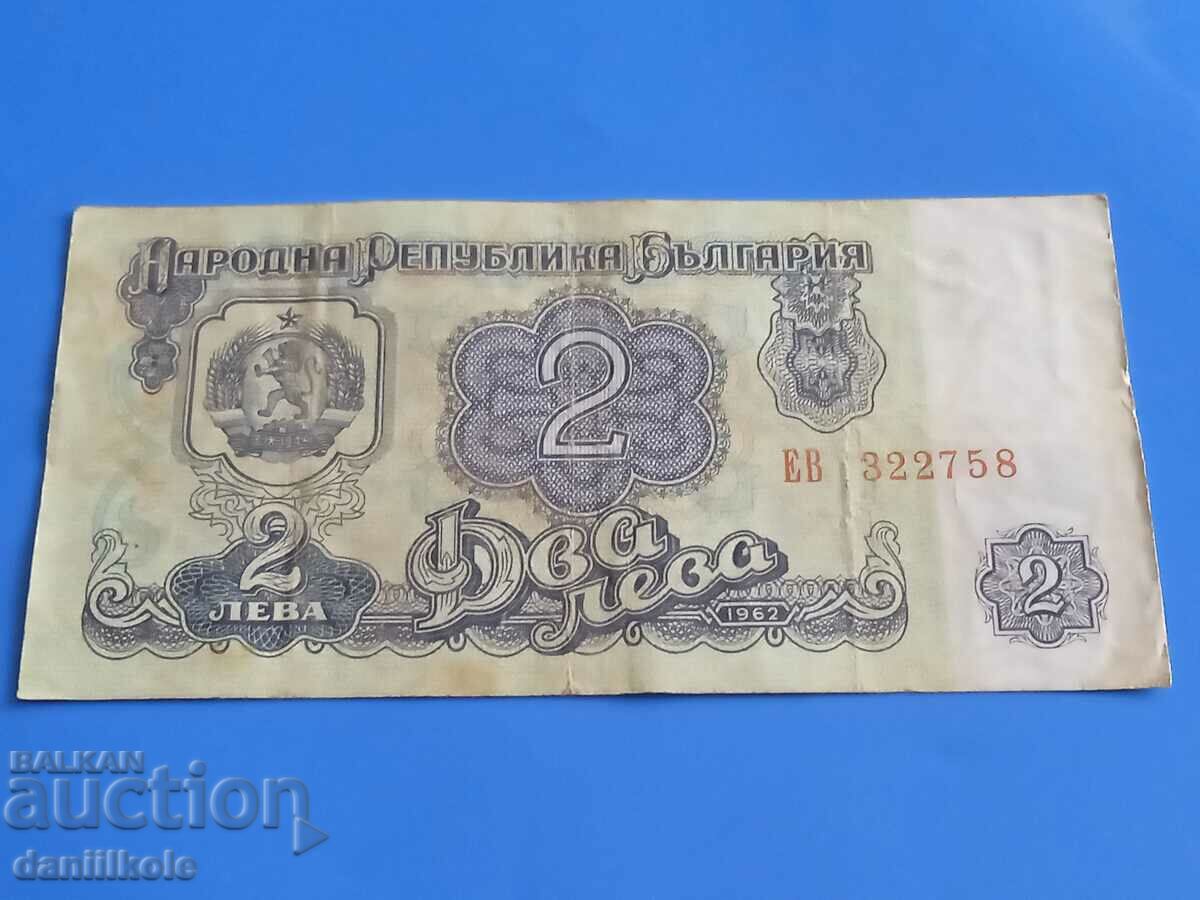 НАРОДНА РЕПУБЛИКА БЪЛГАРИЯ
2
ЕВ 322758
2
ЛЕВА
Два
лева
1962
2
BALKAN
auction
daniilkole